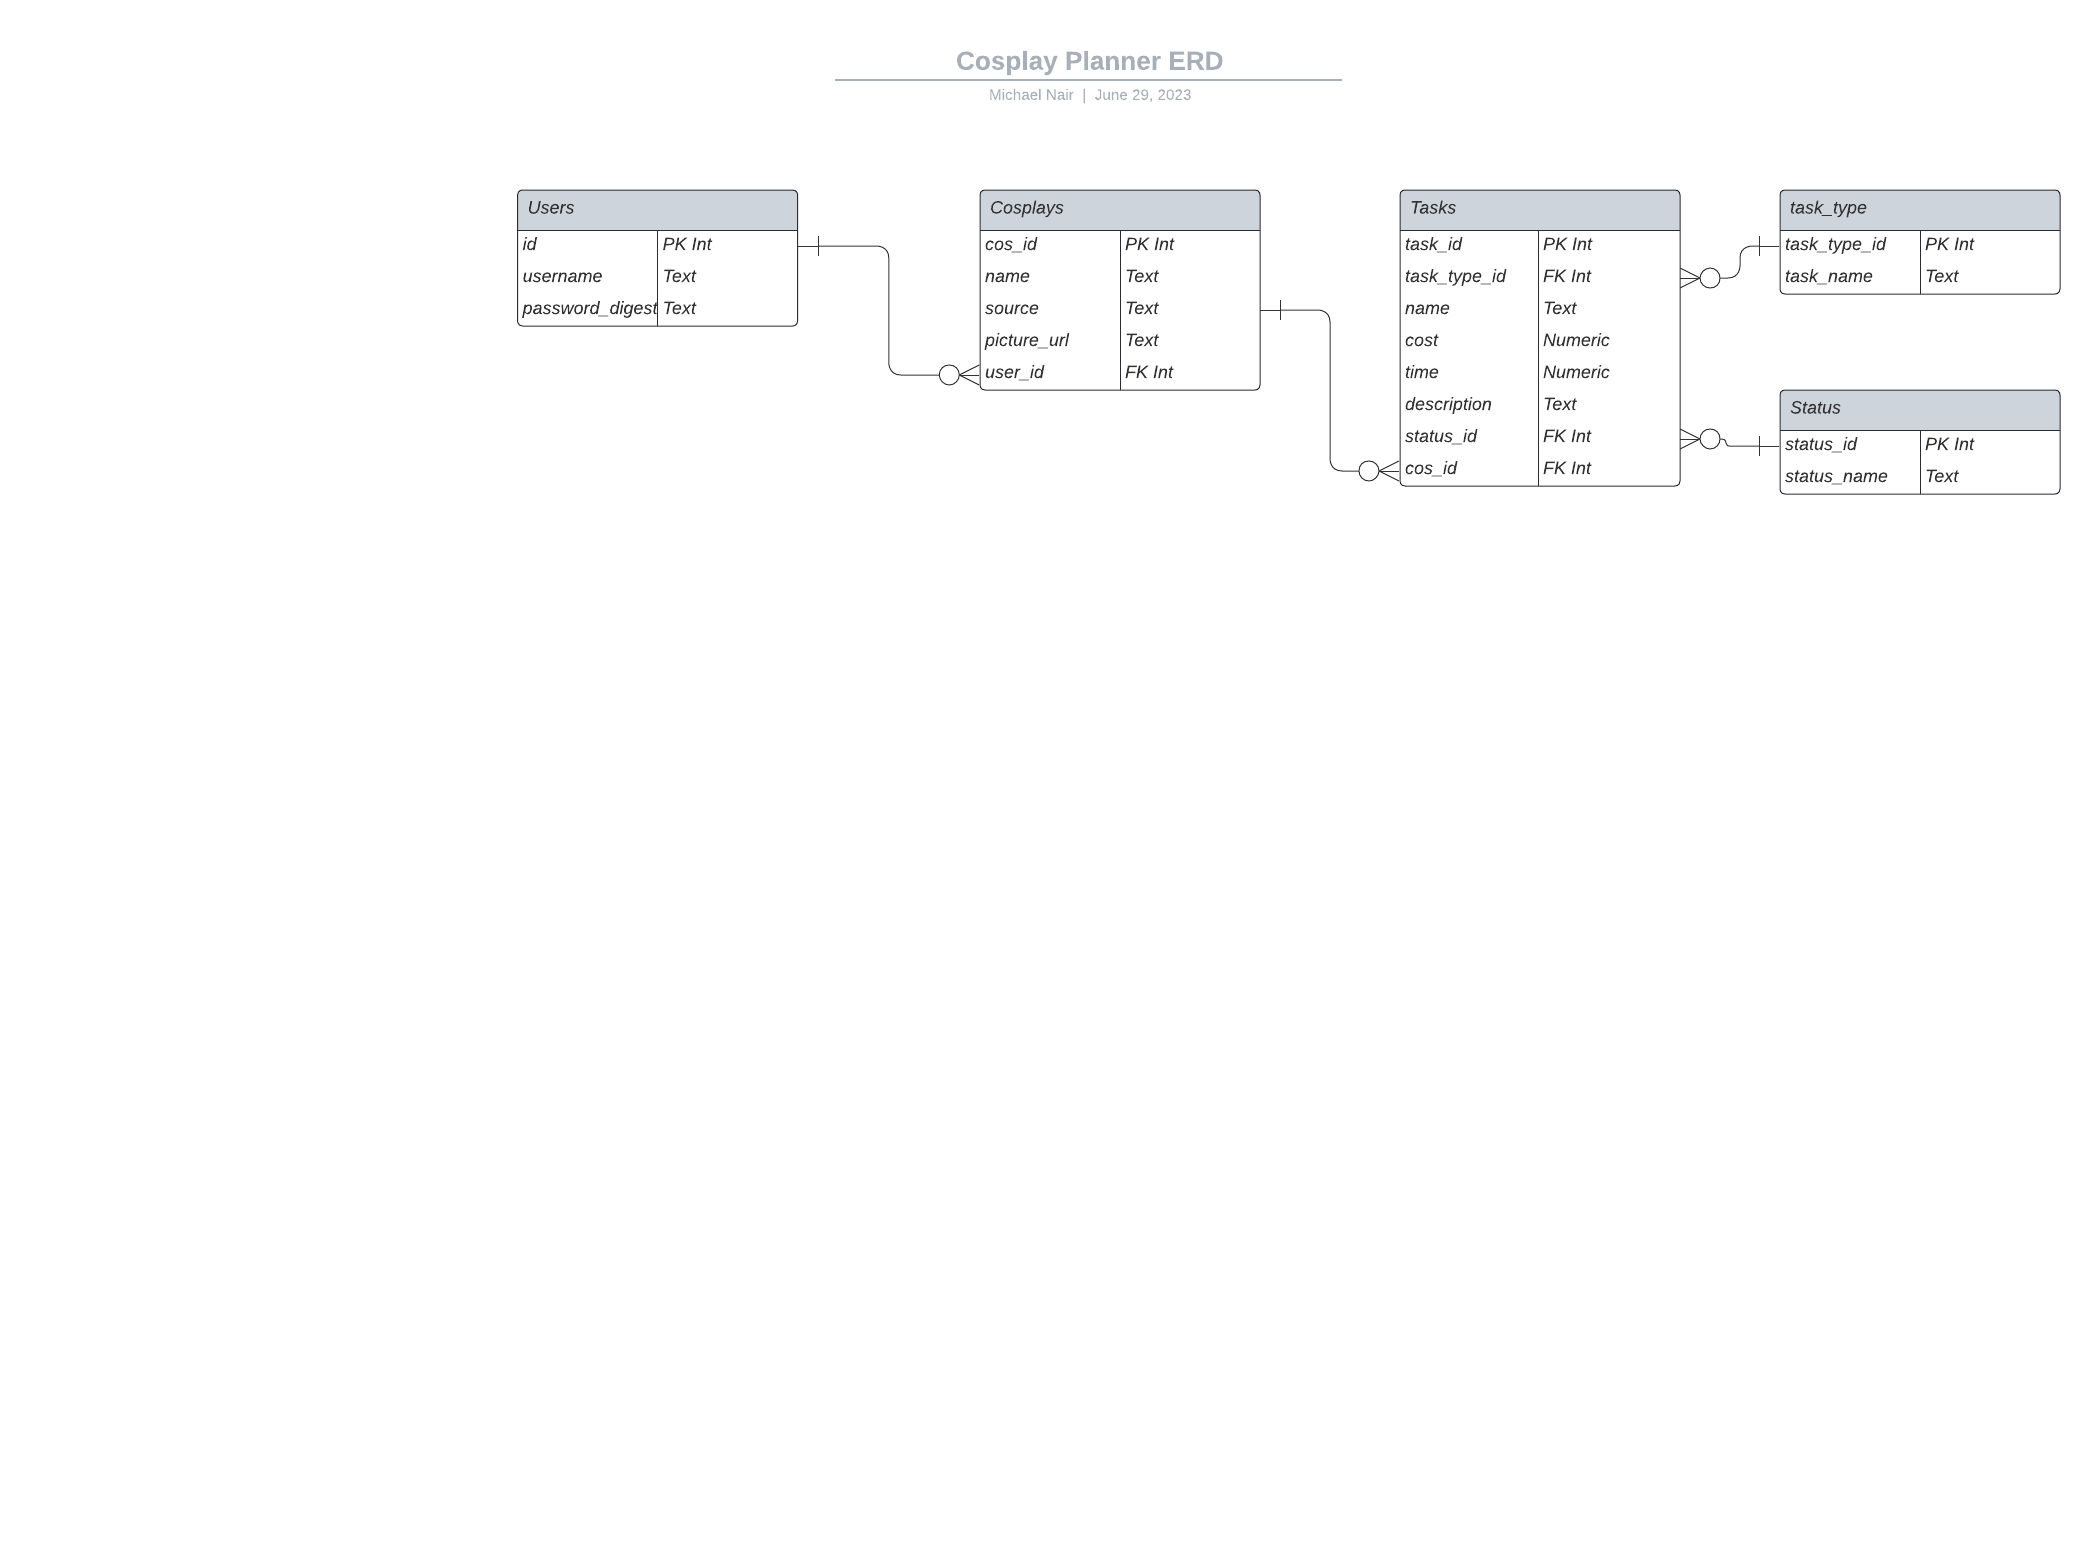 Cosplay Planner ERD
Michael Nair | June 29, 2023
Users
id PK Int
username Text
password_digest Text
Cosplays
cos_id PK Int
name Text
source Text
picture_url Text
user_id FK Int
Tasks
task_id PK Int
task_type_id FK Int
name Text
cost Numeric
time Numeric
description Text
status_id FK Int
cos_id FK Int
task_type
task_type_id PK Int
task_name Text
Status
status_id PK Int
status_name Text